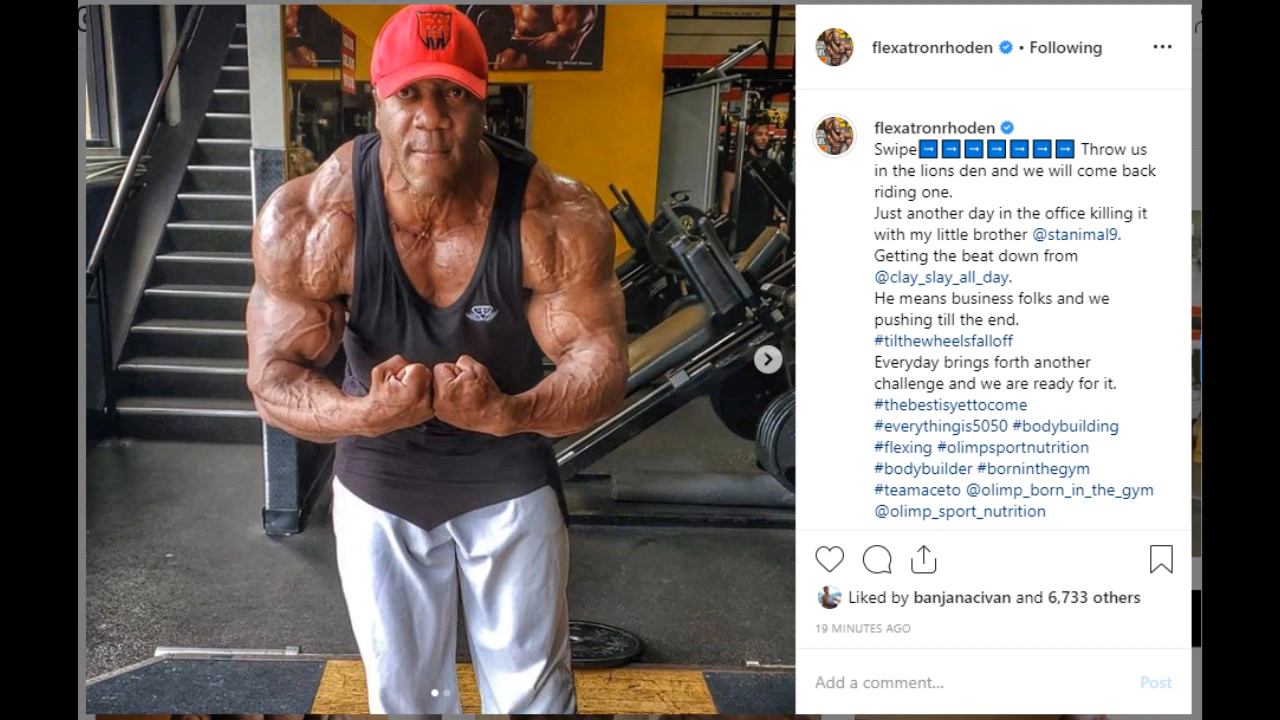 flexatronrhoden • Following
flexatronrhoden
Swipe➡➡➡➡➡➡➡ Throw us
in the lions den and we will come back
riding one.
Just another day in the office killing it
with my little brother @stanimal9.
Getting the beat down from
@clay_slay_all_day.
He means business folks and we
pushing till the end.
#tilthewheelsfalloff
Everyday brings forth another
challenge and we are ready for it.
#thebestisyettocome
#everythingis5050 #bodybuilding
#flexing #olimpsportnutrition
#bodybuilder #borninthegym
#teamaceto @olimp_born_in_the_gym
@olimp_sport_nutrition
Liked by banjanacivan and 6,733 others
19 MINUTES AGO
Add a comment... Post